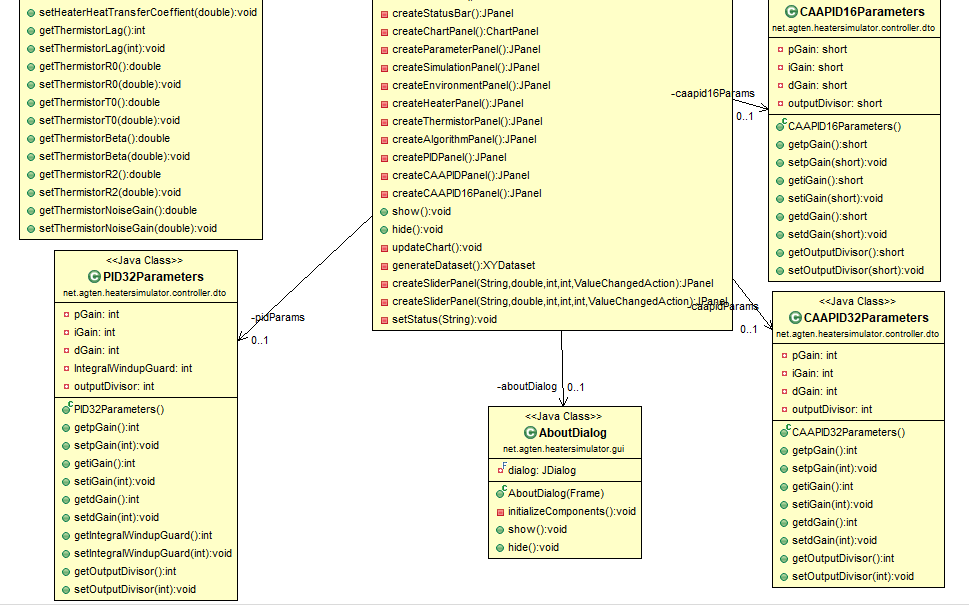 setHeaterHeatTransferCoeffient(double):void
getThermistorLag():int
setThermistorLag(int):void
getThermistorR0():double
setThermistorR0(double):void
getThermistorT0():double
setThermistorT0(double):void
getThermistorBeta():double
setThermistorBeta(double):void
getThermistorR2():double
setThermistorR2(double):void
getThermistorNoiseGain():double
setThermistorNoiseGain(double):void
createStatusBar():JPanel
createChartPanel():ChartPanel
createParameterPanel():JPanel
createSimulationPanel():JPanel
createEnvironmentPanel():JPanel
createHeaterPanel():JPanel
createThermistorPanel():JPanel
createAlgorithmPanel():JPanel
createPIDPanel():JPanel
createCAAPIDPanel():JPanel
createCAAPID16Panel():JPanel
show():void
hide():void
updateChart():void
generateDataset():XYDataset
createSliderPanel(String,double,int,int,ValueChangedAction):JPanel
createSliderPanel(String,double,int,int,int,ValueChangedAction):JPanel
setStatus(String):void
-caapid16Params
0..1
CAAPID16Parameters
net.agten.heatersimulator.controller.dto
pGain: short
iGain: short
dGain: short
outputDivisor: short
CAAPID16Parameters()
getpGain():short
setpGain(short):void
getiGain():short
setiGain(short):void
getdGain():short
setdGain(short):void
getOutputDivisor():short
setOutputDivisor(short):void
<<Java Class>>
PID32Parameters
net.agten.heatersimulator.controller.dto
pGain: int
iGain: int
dGain: int
IntegralWindupGuard: int
outputDivisor: int
PID32Parameters()
getpGain():int
setpGain(int):void
getiGain():int
setiGain(int):void
getdGain():int
setdGain(int):void
getIntegralWindupGuard():int
setIntegralWindupGuard(int):void
getOutputDivisor():int
setOutputDivisor(int):void
-pidParams
0..1
-aboutDialog
0..1
<<Java Class>>
AboutDialog
net.agten.heatersimulator.gui
dialog: JDialog
AboutDialog(Frame)
initializeComponents():void
show():void
hide():void
-caapidParams
0..1
<<Java Class>>
CAAPID32Parameters
net.agten.heatersimulator.controller.dto
pGain: int
iGain: int
dGain: int
outputDivisor: int
CAAPID32Parameters()
getpGain():int
setpGain(int):void
getiGain():int
setiGain(int):void
getdGain():int
setdGain(int):void
getOutputDivisor():int
setOutputDivisor(int):void